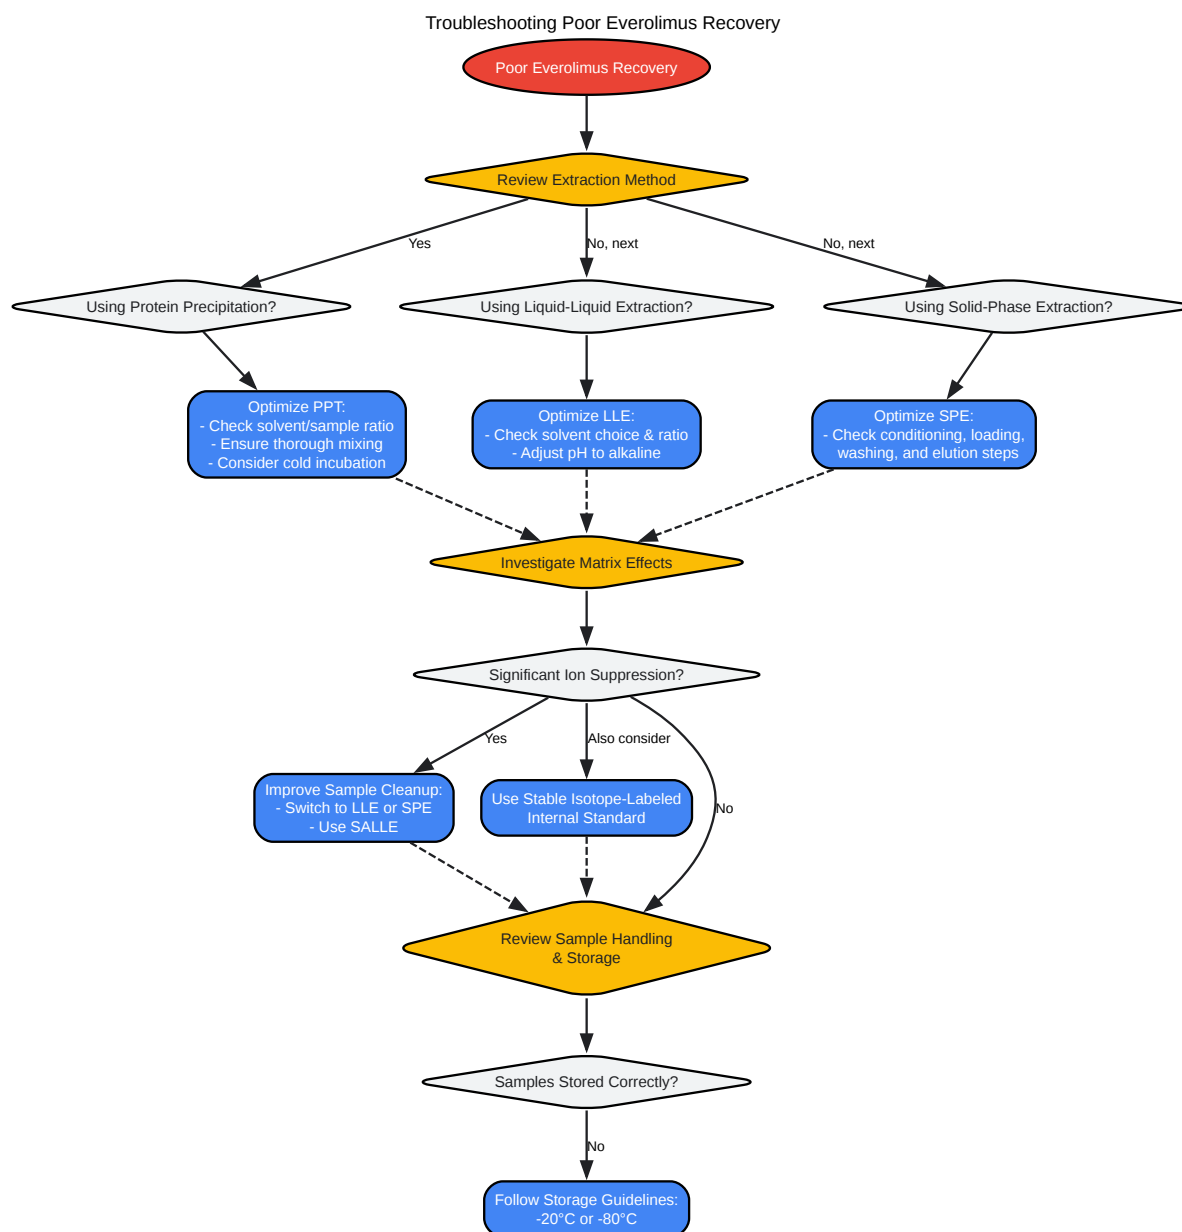 Troubleshooting Poor Everolimus Recovery
Poor Everolimus Recovery
Review Extraction Method
Yes
No, next
No, next
Using Protein Precipitation?
Using Liquid-Liquid Extraction?
Using Solid-Phase Extraction?
Optimize PPT:
- Check solvent/sample ratio
- Ensure thorough mixing
- Consider cold incubation
Optimize LLE:
- Check solvent choice & ratio
- Adjust pH to alkaline
Optimize SPE:
- Check conditioning, loading,
washing, and elution steps
Investigate Matrix Effects
Significant Ion Suppression?
Yes
Also consider
No
Improve Sample Cleanup:
- Switch to LLE or SPE
- Use SALLE
Use Stable Isotope-Labeled
Internal Standard
Review Sample Handling
& Storage
Samples Stored Correctly?
No
Follow Storage Guidelines:
-20°C or -80°C